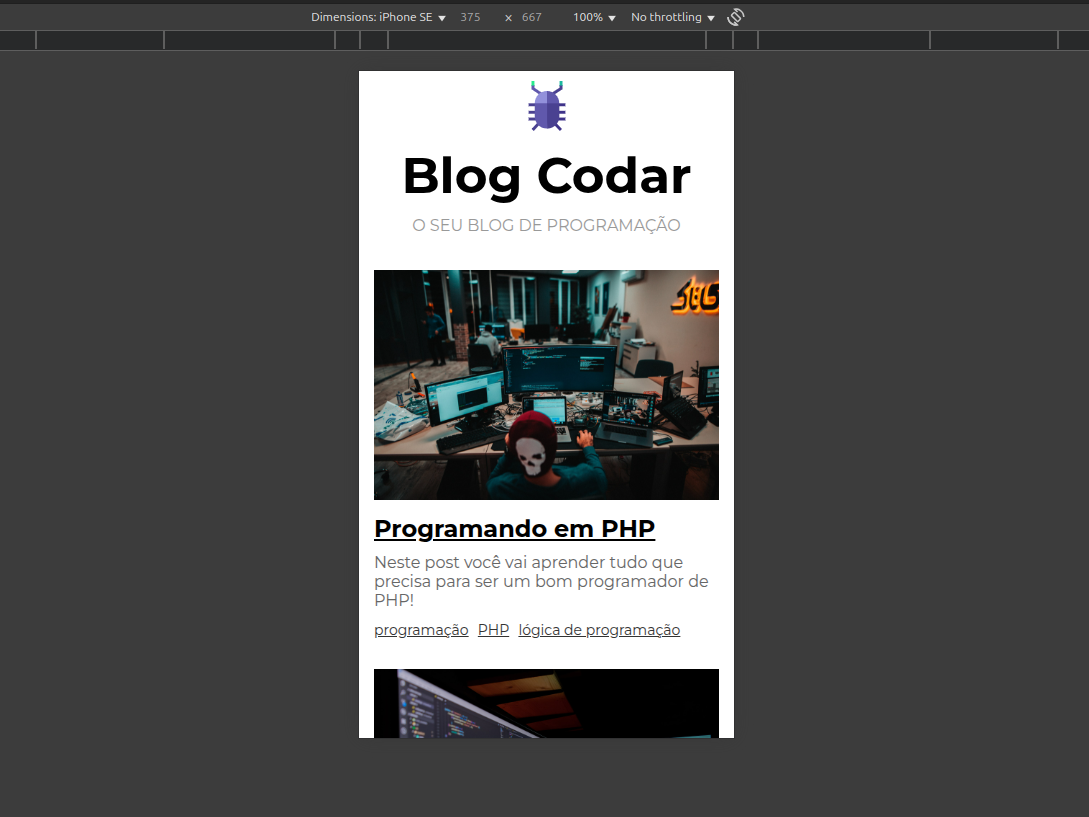 Dimensions: iPhone SE 375 × 667 100% No throttling
Blog Codar
O SEU BLOG DE PROGRAMAÇÃO
Programando em PHP
Neste post você vai aprender tudo que
precisa para ser um bom programador de
PHP!
programação PHP lógica de programação